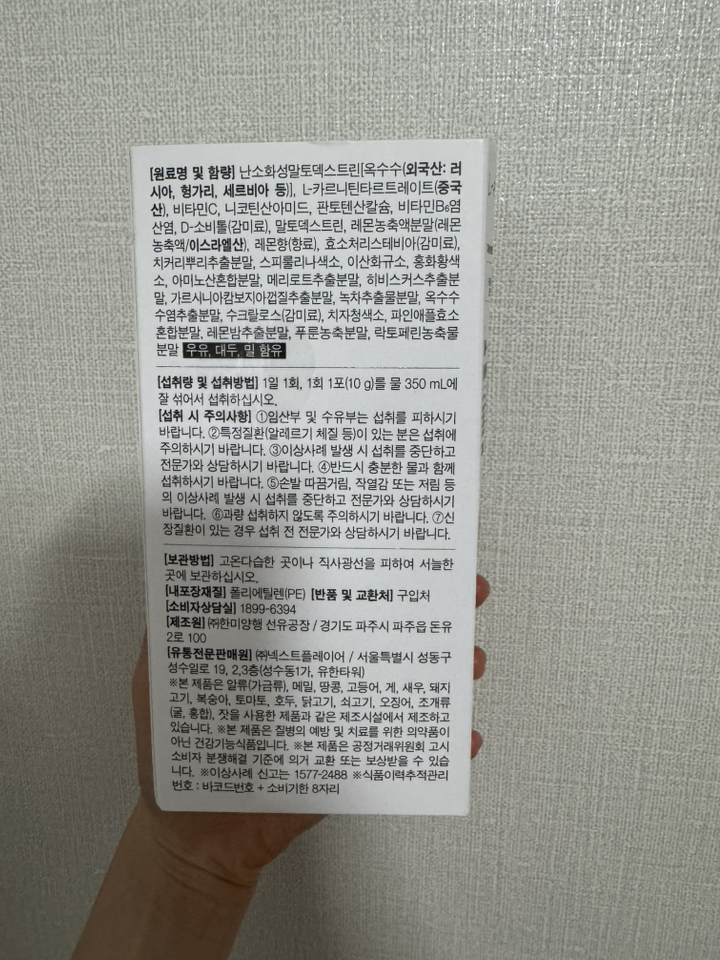 [원료명 및 함량] 난소화성말토덱스트린[옥수수(외국산: 러
시아, 헝가리, 세르비아 등)], L-카르니틴타르트레이트(중국
산), 비타민C, 니코틴산아미드, 판토텐산칼슘, 비타민B₆염
산염, D-소비톨(감미료), 말토덱스트린, 레몬농축액분말(레몬
농축액/이스라엘산), 레몬향(향료), 효소처리스테비아(감미료),
치커리뿌리추출분말, 스피룰리나색소, 이산화규소, 홍화황색
소, 아미노산혼합분말, 메리로트추출분말, 히비스커스추출분
말, 가르시니아캄보지아껍질추출분말, 녹차추출물분말, 옥수수
수염추출분말, 수크랄로스(감미료), 치자청색소, 파인애플효소
혼합분말, 레몬밤추출분말, 푸룬농축분말, 락토페린농축물
분말 우유, 대두, 밀 함유
[섭취량 및 섭취방법] 1일 1회, 1회 1포(10 g)를 물 350 mL에
잘 섞어서 섭취하십시오.
[섭취 시 주의사항] ①임산부 및 수유부는 섭취를 피하시기
바랍니다. ②특정질환(알레르기 체질 등)이 있는 분은 섭취에
주의하시기 바랍니다. ③이상사례 발생 시 섭취를 중단하고
전문가와 상담하시기 바랍니다. ④반드시 충분한 물과 함께
섭취하시기 바랍니다. ⑤손발 따끔거림, 작열감 또는 저림 등
의 이상사례 발생 시 섭취를 중단하고 전문가와 상담하시기
바랍니다. ⑥과량 섭취하지 않도록 주의하시기 바랍니다. ⑦신
장질환이 있는 경우 섭취 전 전문가와 상담하시기 바랍니다.
[보관방법] 고온다습한 곳이나 직사광선을 피하여 서늘한
곳에 보관하십시오.
[내포장재질] 폴리에틸렌(PE) [반품 및 교환처] 구입처
[소비자상담실] 1899-6394
[제조원] ㈜한미양행 선유공장 / 경기도 파주시 파주읍 돈유
2로 100
[유통전문판매원] ㈜넥스트플레이어 / 서울특별시 성동구
성수일로 19, 2,3층(성수동1가, 유한타워)
※본 제품은 알류(가금류), 메밀, 땅콩, 고등어, 게, 새우, 돼지
고기, 복숭아, 토마토, 호두, 닭고기, 쇠고기, 오징어, 조개류
(굴, 홍합), 잣을 사용한 제품과 같은 제조시설에서 제조하고
있습니다. ※본 제품은 질병의 예방 및 치료를 위한 의약품이
아닌 건강기능식품입니다. ※본 제품은 공정거래위원회 고시
소비자 분쟁해결 기준에 의거 교환 또는 보상받을 수 있습
니다. ※이상사례 신고는 1577-2488 ※식품이력추적관리
번호 : 바코드번호 + 소비기한 8자리